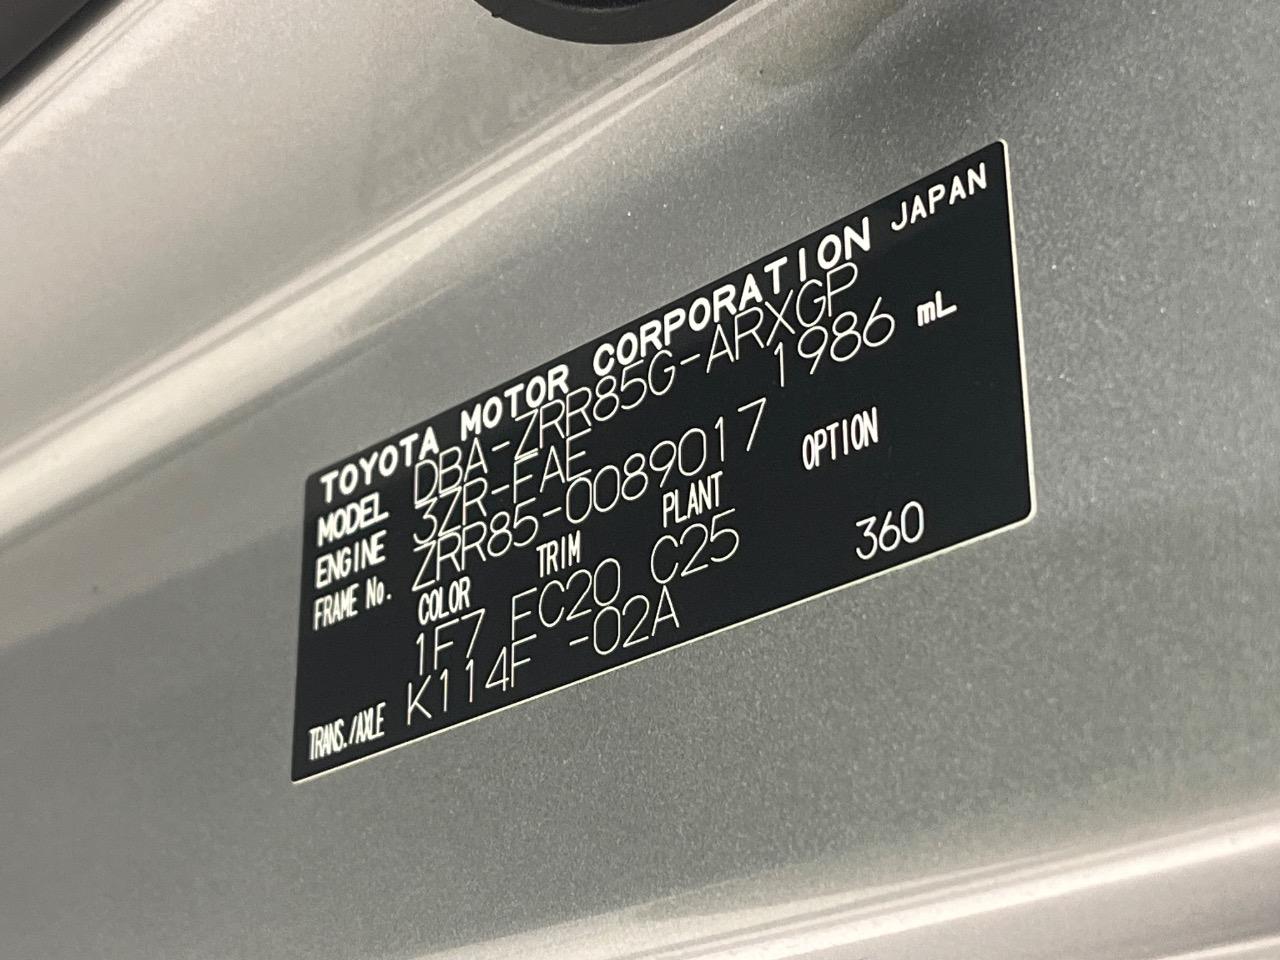 TOYOTA MOTOR CORPORATION JAPAN
MODEL DBA-ZRR85G-ARXGP
ENGINE 3ZR-FAE 1986 mL
FRAME No. ZRR85-0089017
COLOR TRIM PLANT OPTION
1F7 FC20 C25 360
TRANS./AXLE K114F -02A